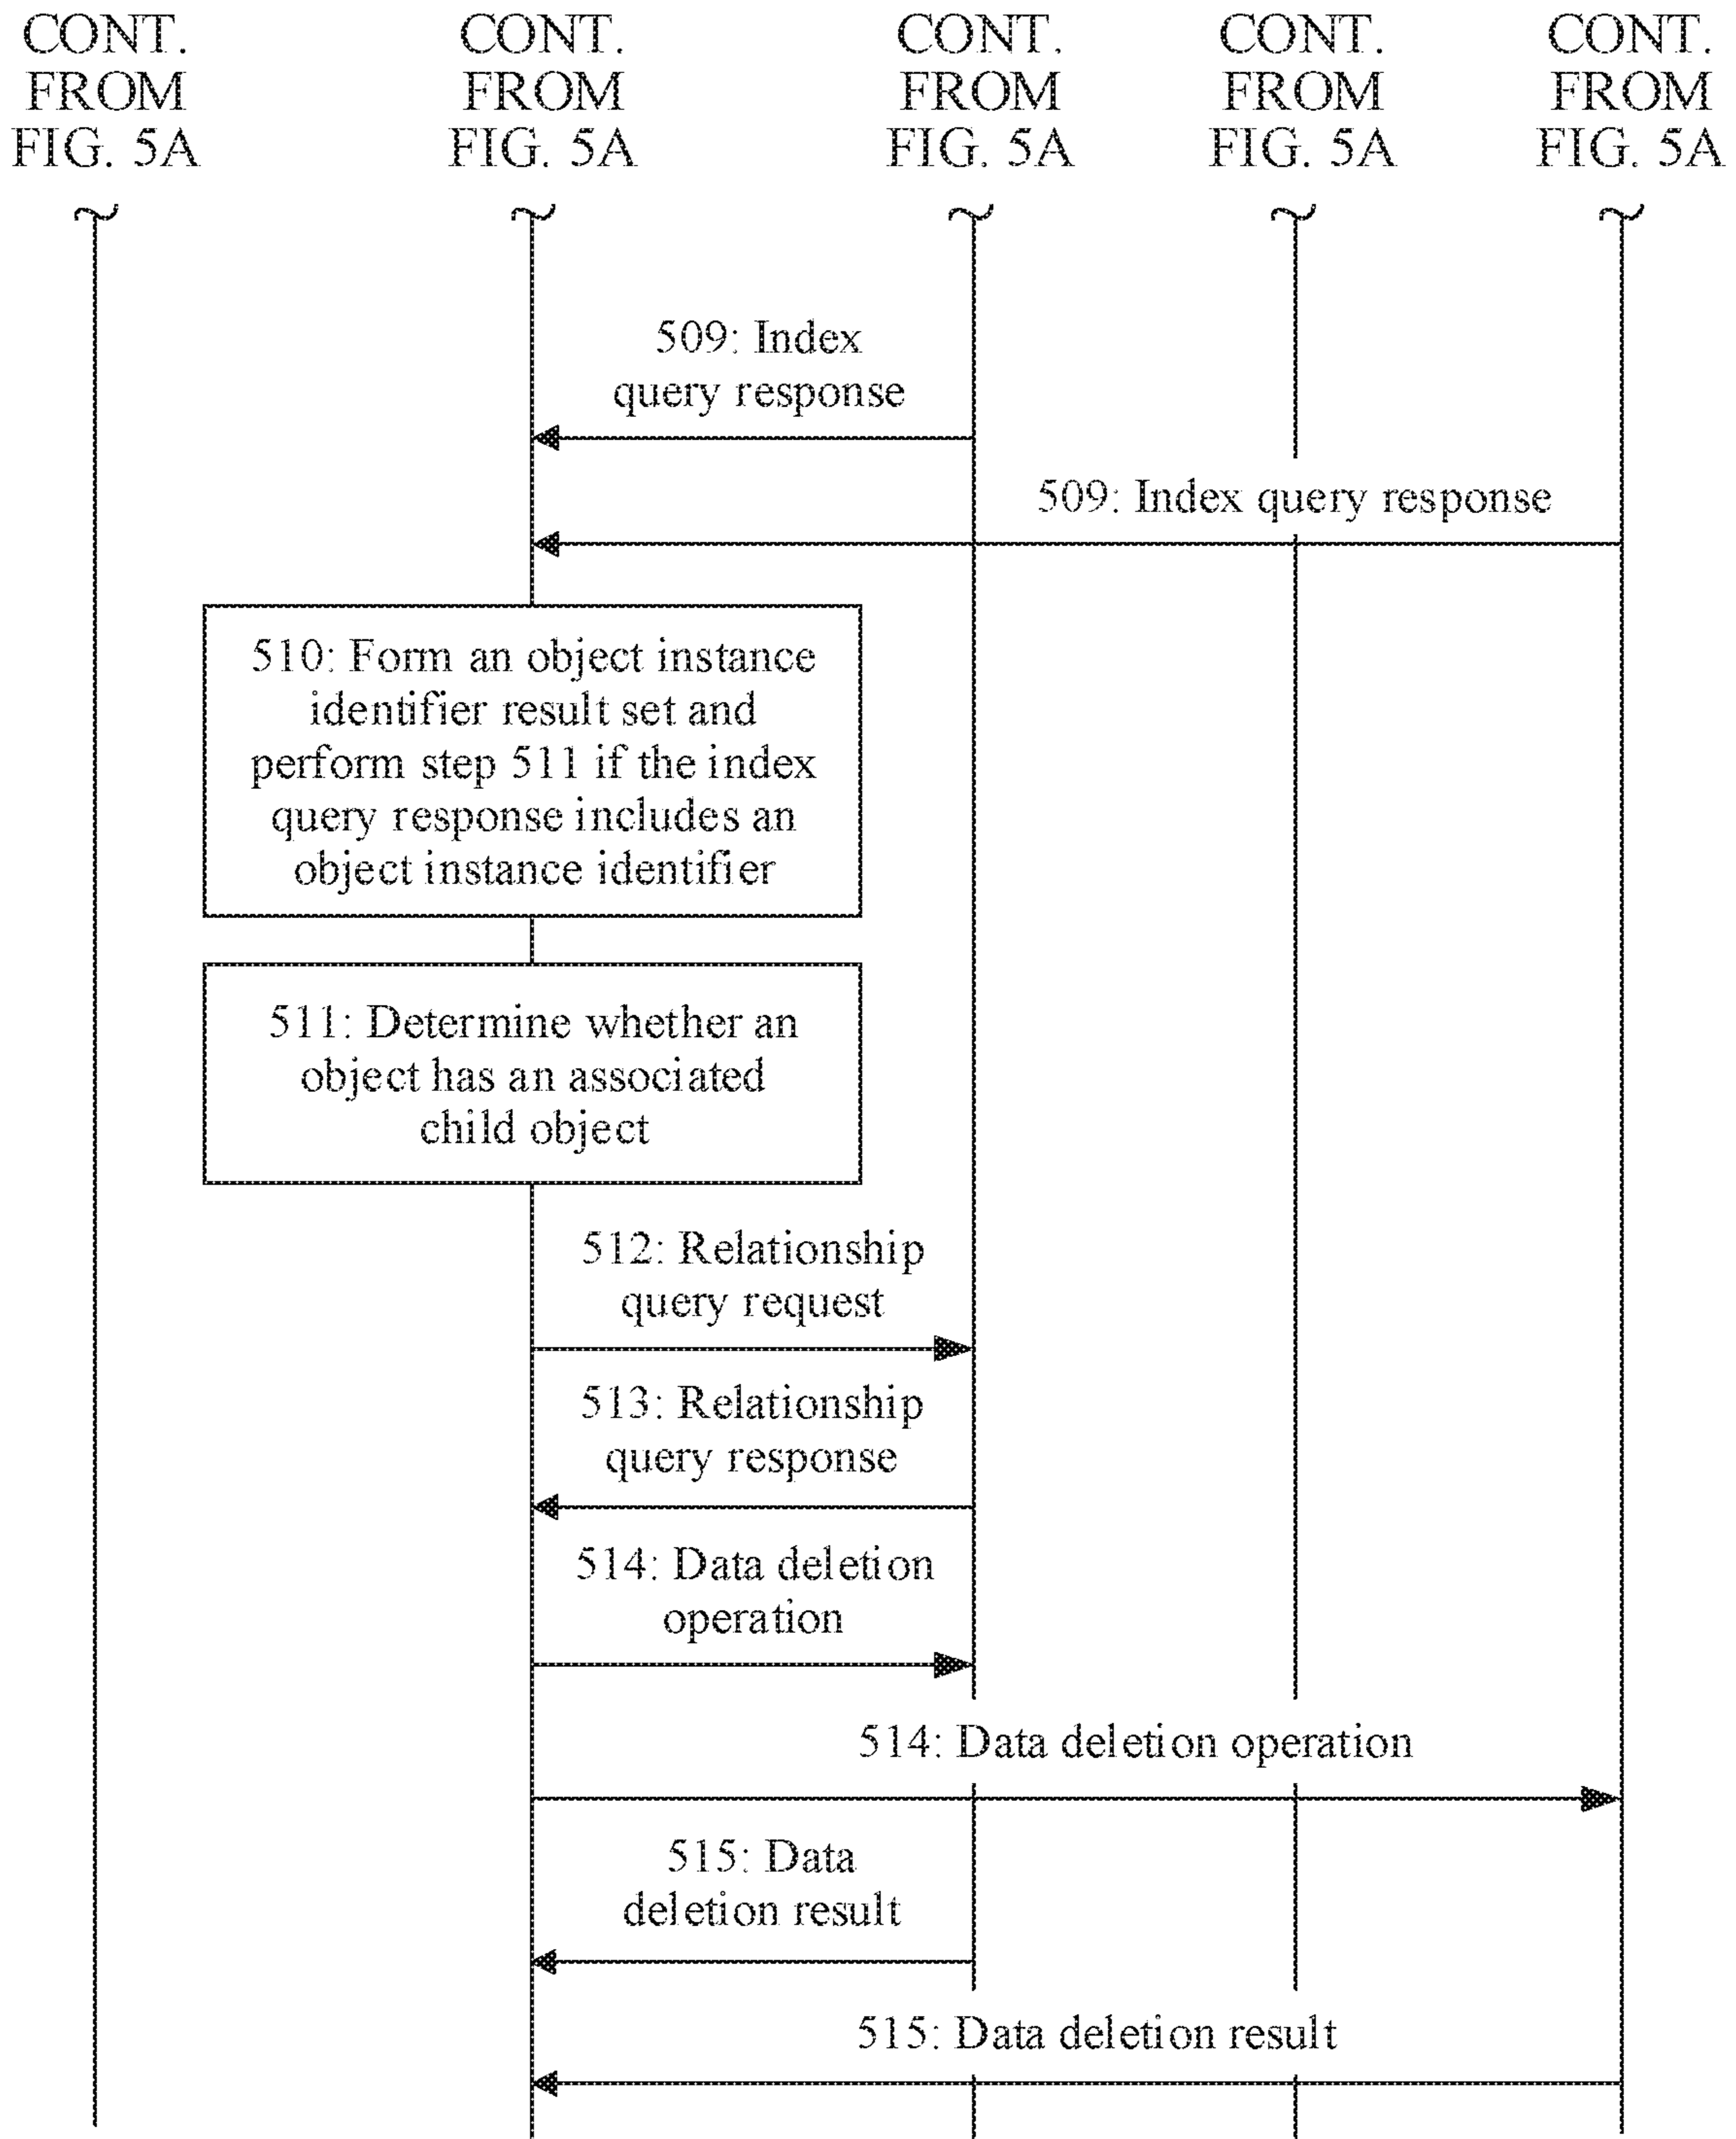 CONT. FROM FIG. 5A
CONT. FROM FIG. 5A
CONT. FROM FIG. 5A
CONT. FROM FIG. 5A
CONT. FROM FIG. 5A
509: Index
query response
509: Index query response
510: Form an object instance
identifier result set and
perform step 511 if the index
query response includes an
object instance identifier
511: Determine whether an
object has an associated
child object
512: Relationship
query request
513: Relationship
query response
514: Data deletion
operation
514: Data deletion operation
515: Data
deletion result
515: Data deletion result